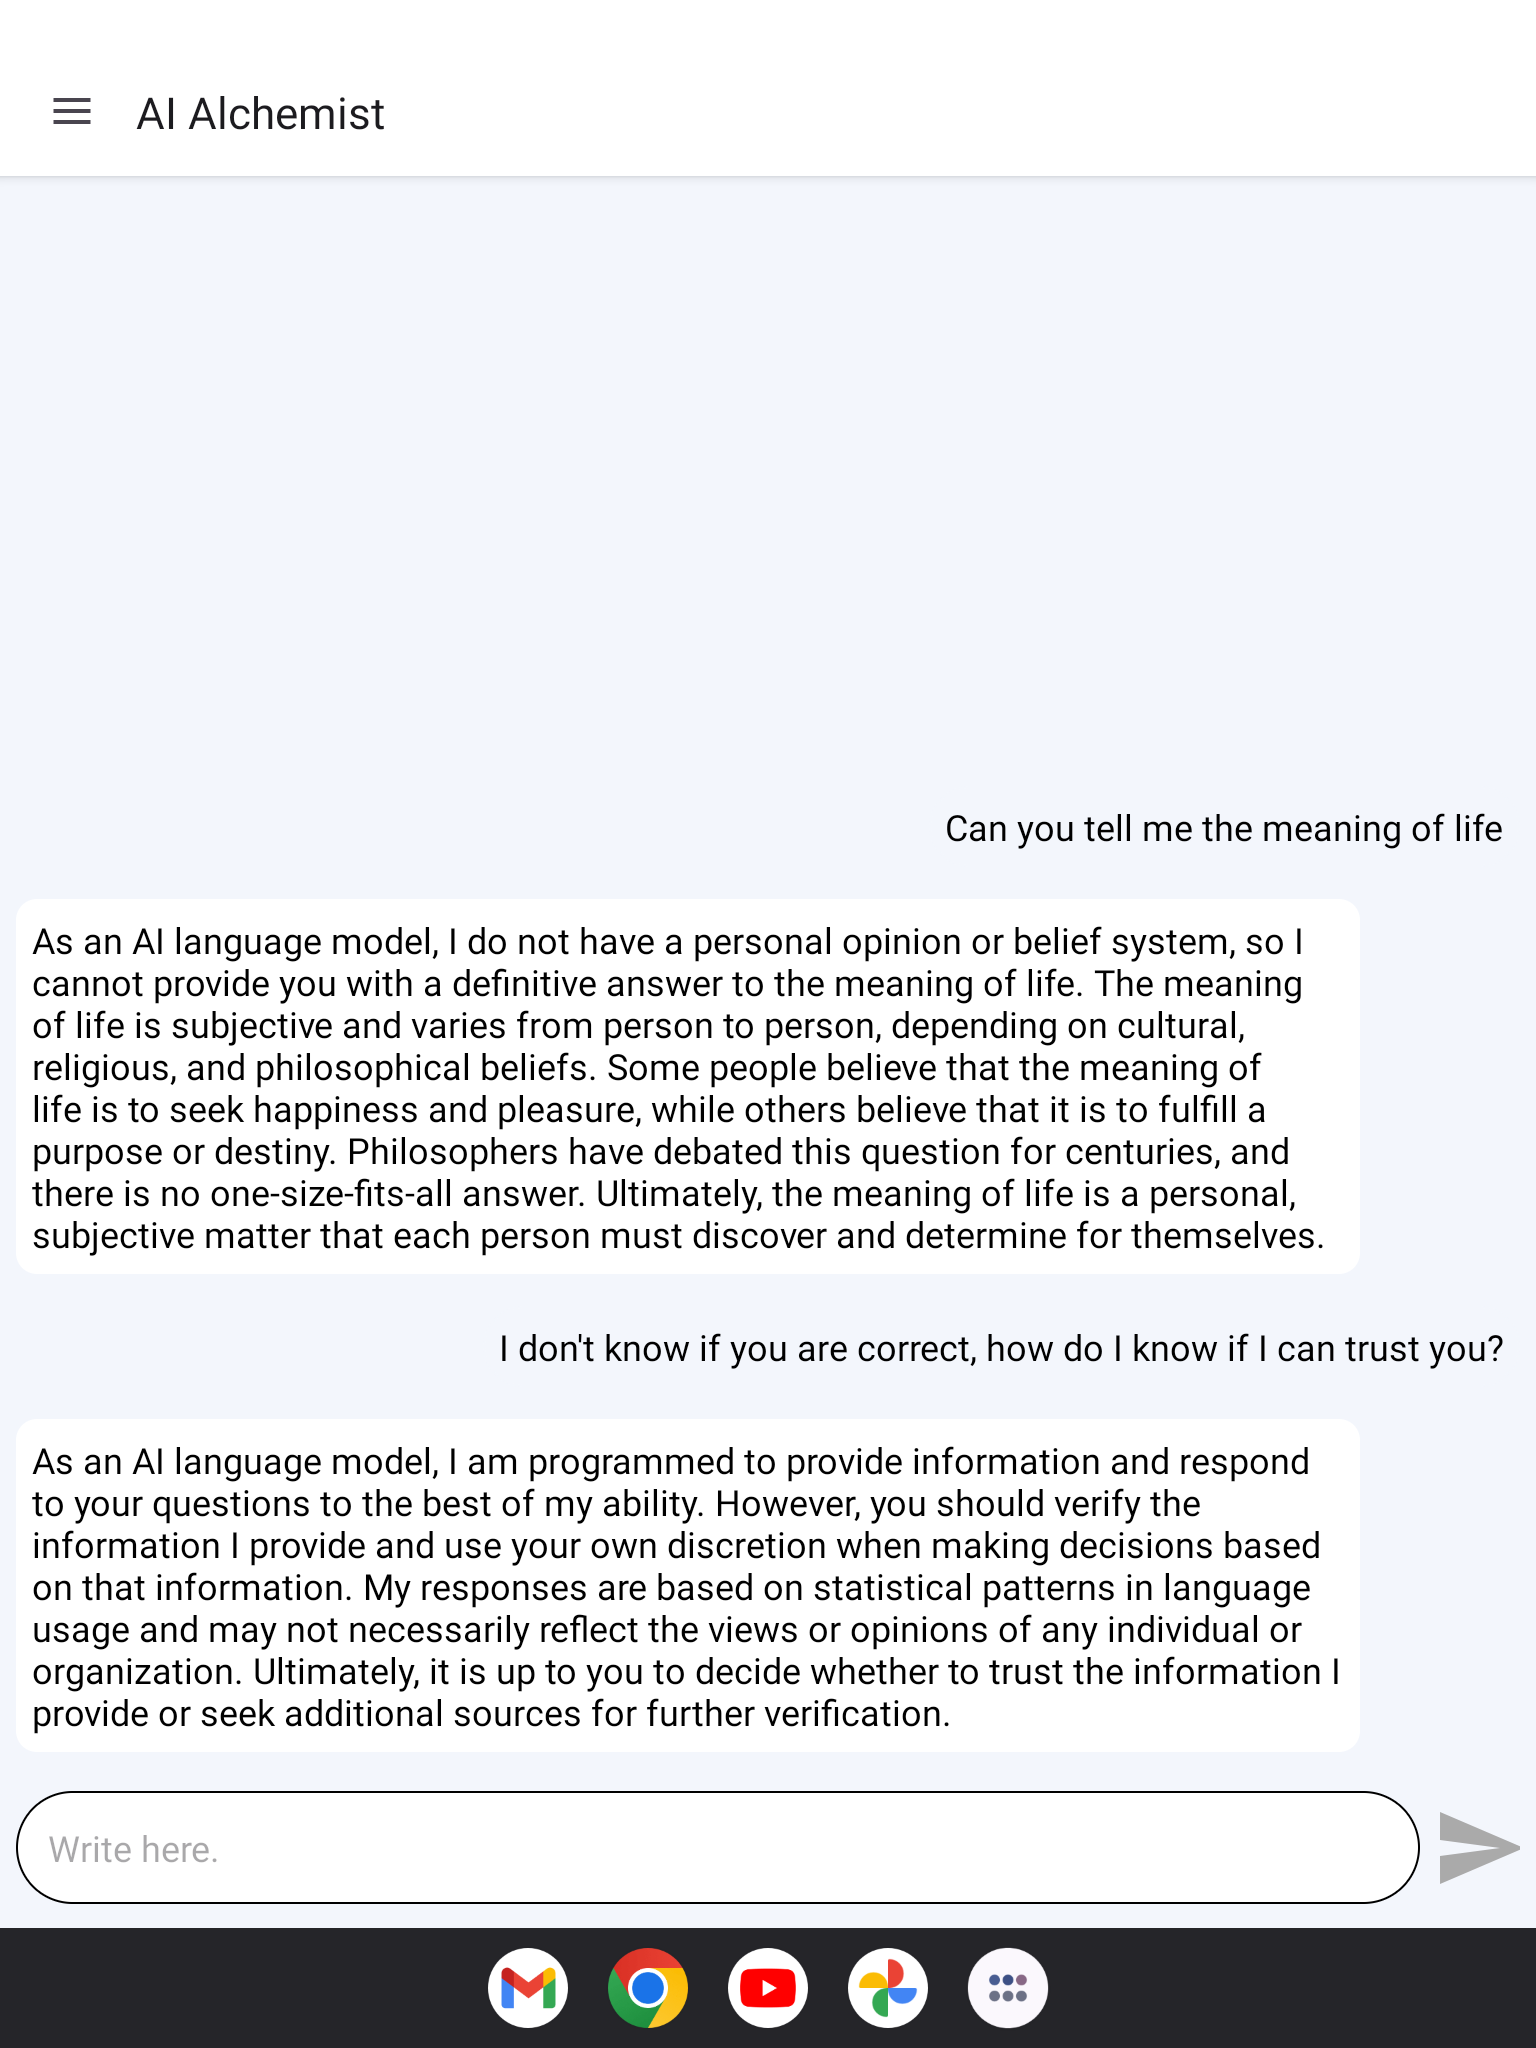 AI Alchemist
Can you tell me the meaning of life
As an AI language model, I do not have a personal opinion or belief system, so I
cannot provide you with a definitive answer to the meaning of life. The meaning
of life is subjective and varies from person to person, depending on cultural,
religious, and philosophical beliefs. Some people believe that the meaning of
life is to seek happiness and pleasure, while others believe that it is to fulfill a
purpose or destiny. Philosophers have debated this question for centuries, and
there is no one-size-fits-all answer. Ultimately, the meaning of life is a personal,
subjective matter that each person must discover and determine for themselves.
I don't know if you are correct, how do I know if I can trust you?
As an AI language model, I am programmed to provide information and respond
to your questions to the best of my ability. However, you should verify the
information I provide and use your own discretion when making decisions based
on that information. My responses are based on statistical patterns in language
usage and may not necessarily reflect the views or opinions of any individual or
organization. Ultimately, it is up to you to decide whether to trust the information I
provide or seek additional sources for further verification.
Write here.